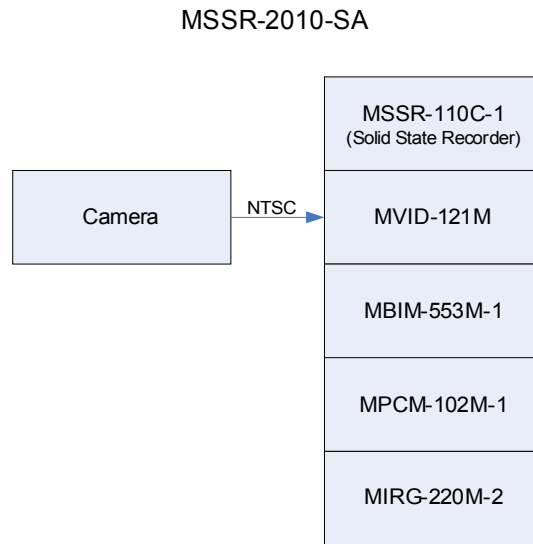 MSSR-2010-SA
MSSR-110C-1
(Solid State Recorder)
Camera
NTSC
MVID-121M
MBIM-553M-1
MPCM-102M-1
MIRG-220M-2